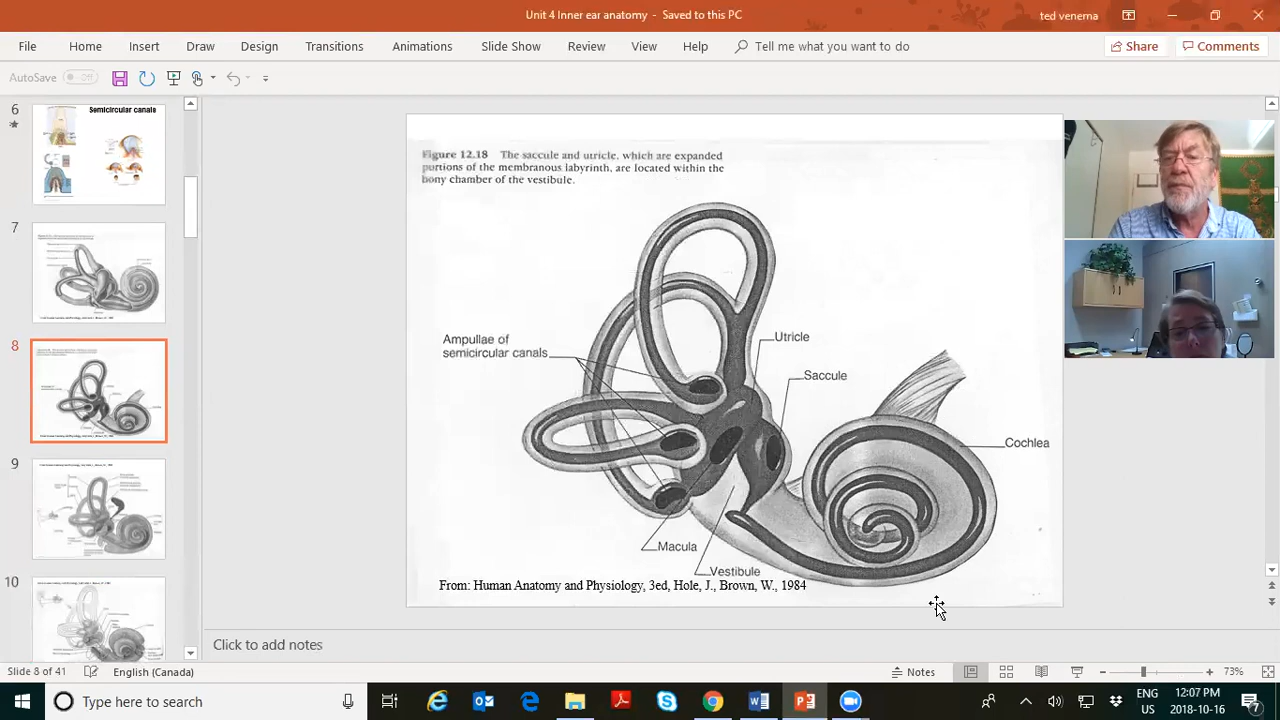 Unit 4 Inner ear anatomy - Saved to this PC
ted venema
File Home Insert Draw Design Transitions Animations Slide Show Review View Help Tell me what you want to do Share Comments
AutoSave Off
6
Semicircular canals
7
8
9
10
Figure 12.18 The saccule and utricle, which are expanded
portions of the membranous labyrinth, are located within the
bony chamber of the vestibule.
Ampullae of
semicircular canals
Utricle
Saccule
Cochlea
Macula
Vestibule
From: Human Anatomy and Physiology, 3ed, Hole, J., Brown, W., 1984
Click to add notes
Slide 8 of 41 English (Canada) Notes 73%
Type here to search
ENG
US
12:07 PM
2018-10-16
7